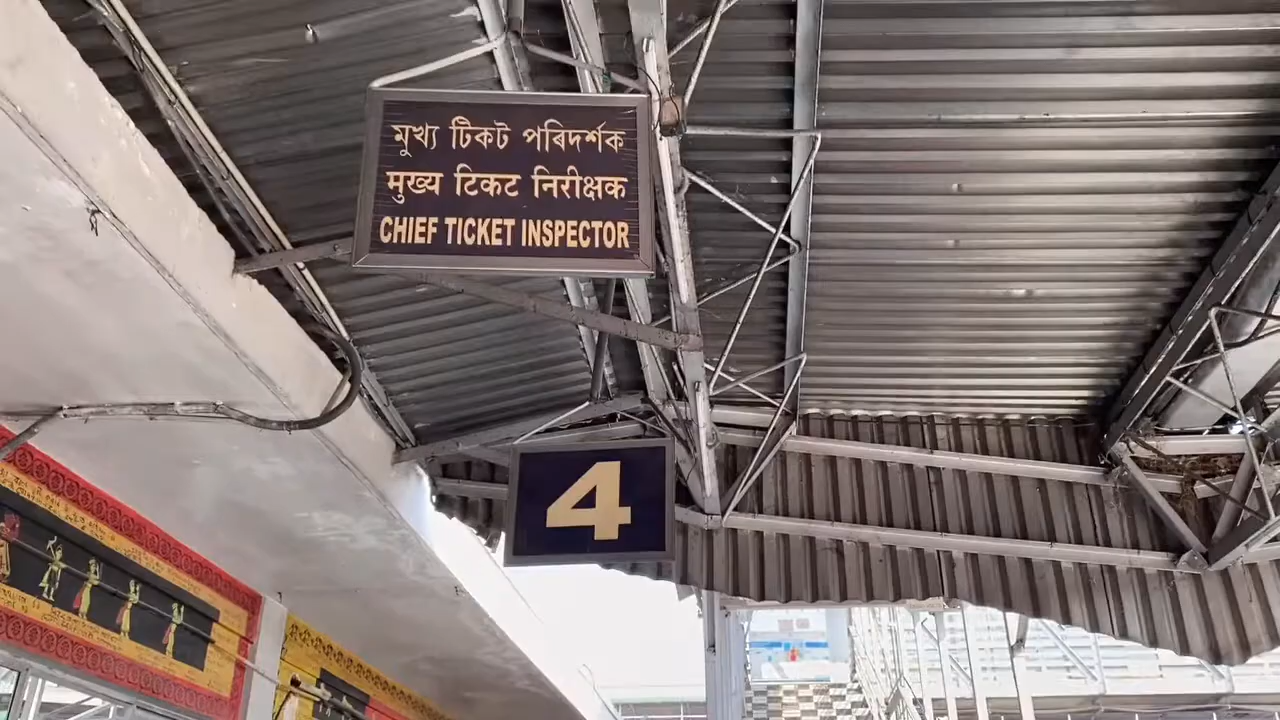 মুখ্য টিকট পৰিদৰ্শক
मुख्य टिकट निरीक्षक
CHIEF TICKET INSPECTOR
4